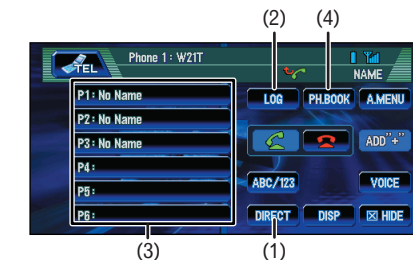 (2) (4)
TEL Phone 1 : W21T
NAME
P1: No Name LOG PH.BOOK A.MENU
P2: No Name
P3: No Name ADD"+"
P4:
P5: ABC/123 VOICE
P6: DIRECT DISP HIDE
(3) (1)